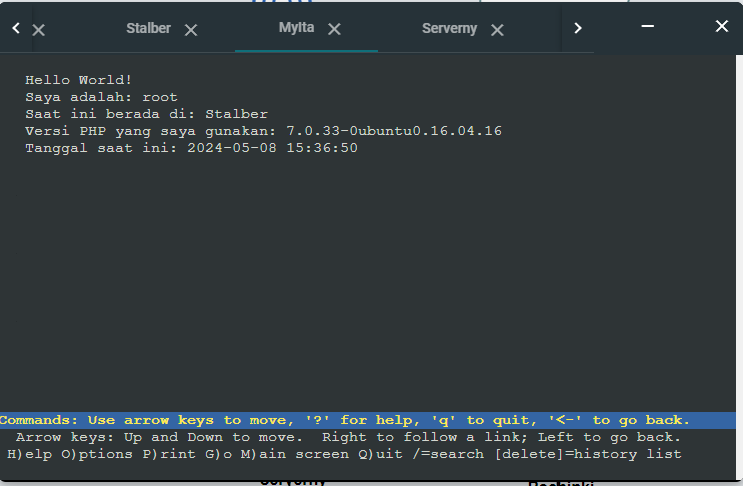 Stalber Mylta Serverny
Hello World!
Saya adalah: root
Saat ini berada di: Stalber
Versi PHP yang saya gunakan: 7.0.33-0ubuntu0.16.04.16
Tanggal saat ini: 2024-05-08 15:36:50
Commands: Use arrow keys to move, '?' for help, 'q' to quit, '<-' to go back.
Arrow keys: Up and Down to move.  Right to follow a link; Left to go back.
H)elp O)ptions P)rint G)o M)ain screen Q)uit /=search [delete]=history list